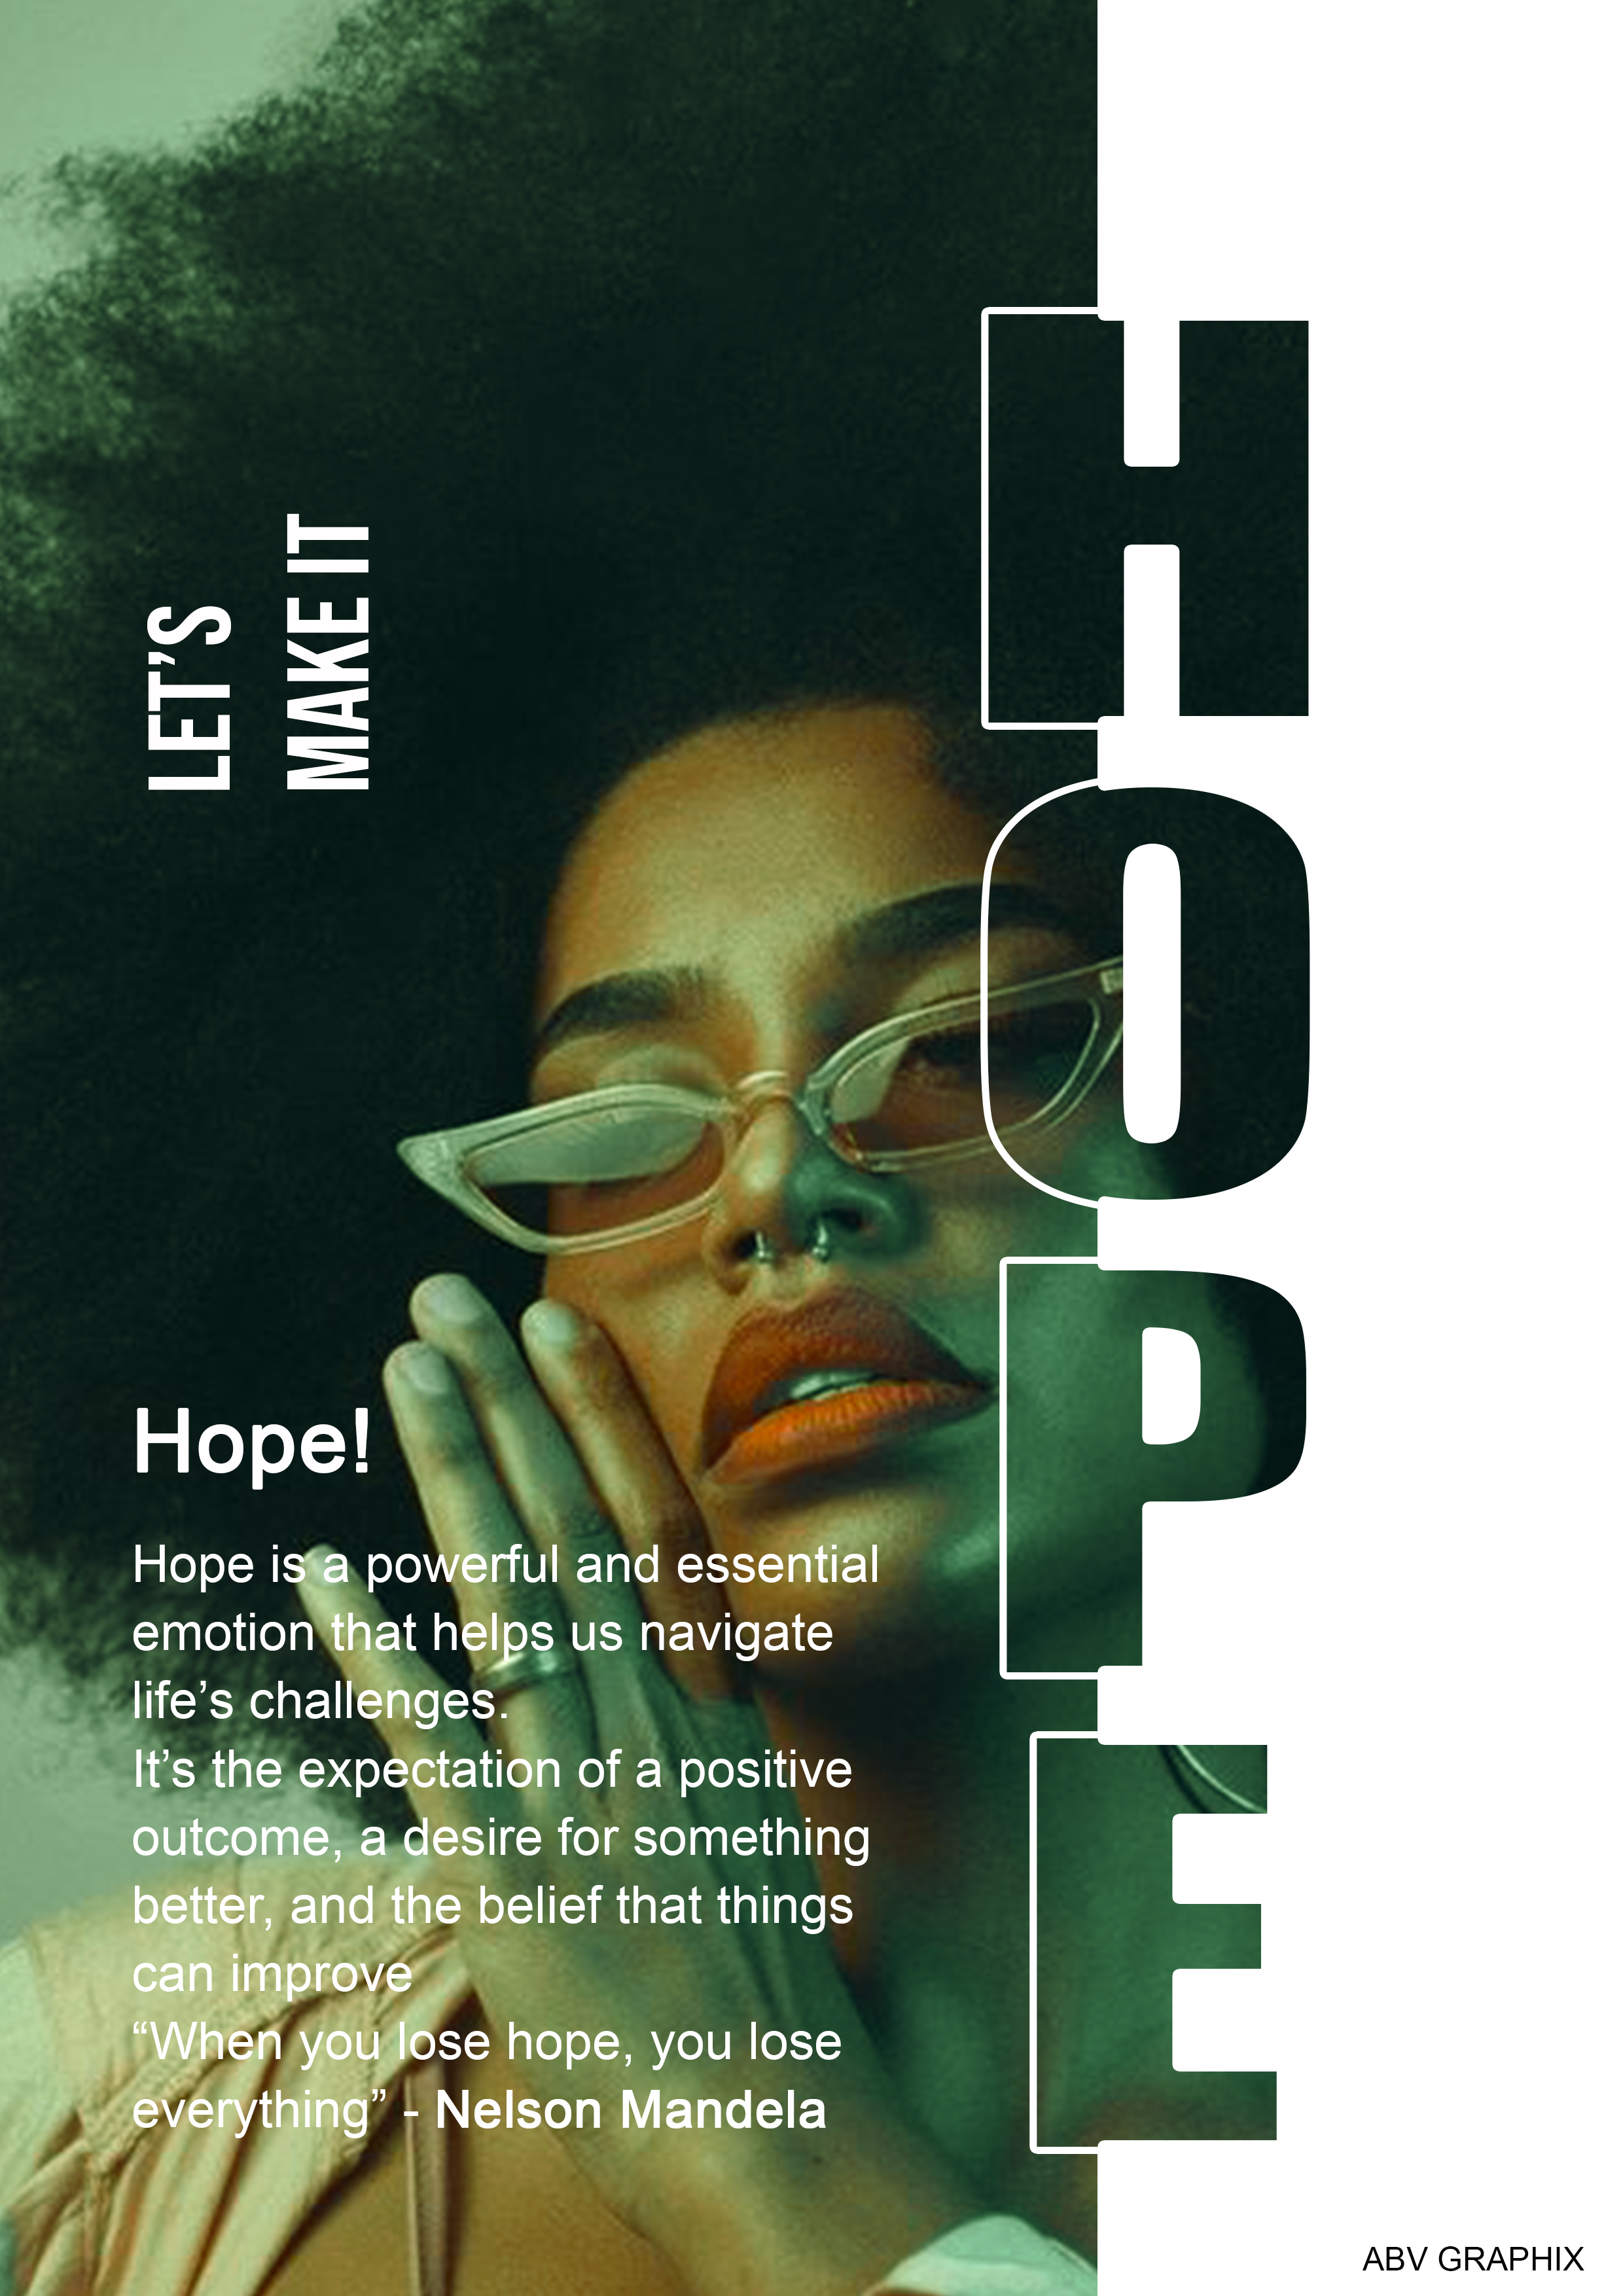 LET’S
MAKE IT
H
O
P
E
Hope!
Hope is a powerful and essential
emotion that helps us navigate
life’s challenges.
It’s the expectation of a positive
outcome, a desire for something
better, and the belief that things
can improve
“When you lose hope, you lose
everything” - Nelson Mandela
ABV GRAPHIX